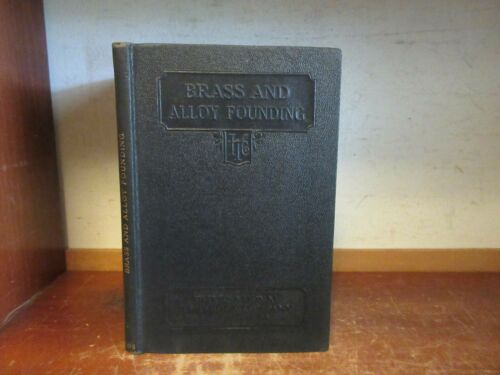 BRASS AND
ALLOY FOUNDING
BRASS AND ALLOY FOUNDING